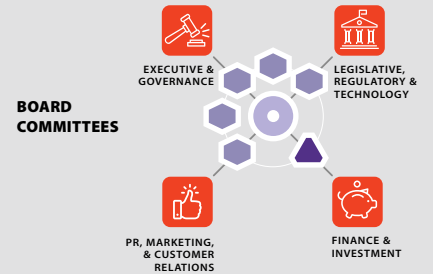 EXECUTIVE &
GOVERNANCE
LEGISLATIVE,
REGULATORY &
TECHNOLOGY
BOARD
COMMITTEES
PR, MARKETING,
& CUSTOMER
RELATIONS
FINANCE &
INVESTMENT